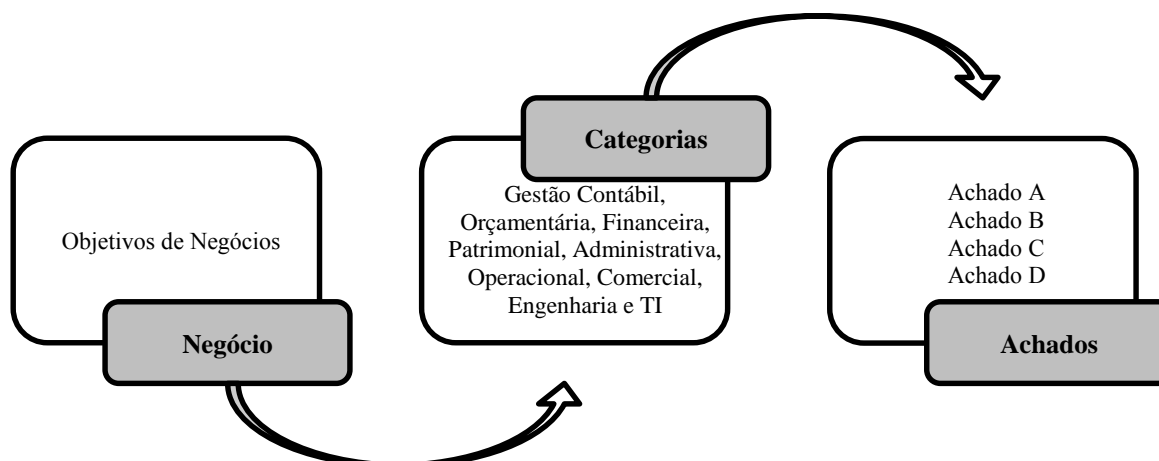 Objetivos de Negócios
Negócio
Categorias
Gestão Contábil,
Orçamentária, Financeira,
Patrimonial, Administrativa,
Operacional, Comercial,
Engenharia e TI
Achado A
Achado B
Achado C
Achado D
Achados